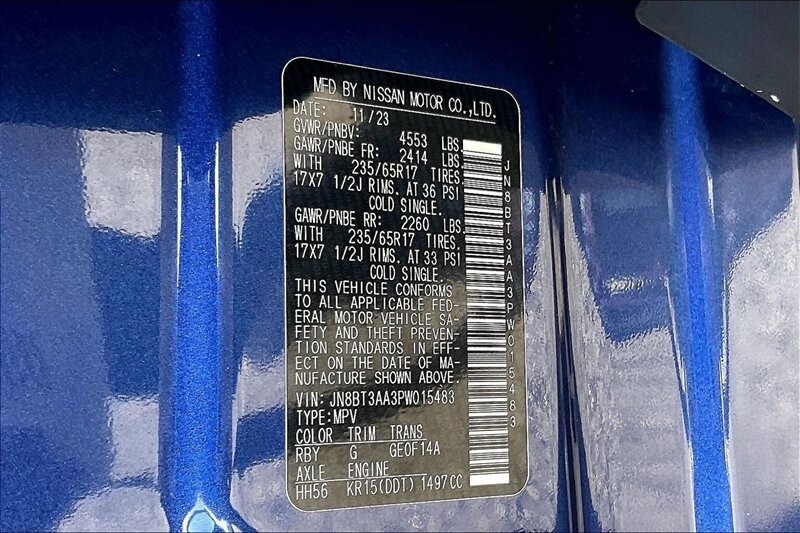 MFD BY NISSAN MOTOR CO.,LTD.
DATE: 11/23
GVWR/PNBV: 4553 LBS.
GAWR/PNBE FR: 2414 LBS.
WITH 235/65R17 TIRES.
17X7 1/2J RIMS. AT 36 PSI
COLD SINGLE.
GAWR/PNBE RR: 2260 LBS.
WITH 235/65R17 TIRES.
17X7 1/2J RIMS. AT 33 PSI
COLD SINGLE.
THIS VEHICLE CONFORMS
TO ALL APPLICABLE FED-
ERAL MOTOR VEHICLE SA-
FETY AND THEFT PREVEN-
TION STANDARDS IN EFF-
ECT ON THE DATE OF MA-
NUFACTURE SHOWN ABOVE.
VIN: JN8BT3AA3PW015483
TYPE:MPV
COLOR TRIM TRANS
RBY G GE0F14A
AXLE ENGINE
HH56 KR15(DDT) 1497CC
JN8BT3AA3PW015483